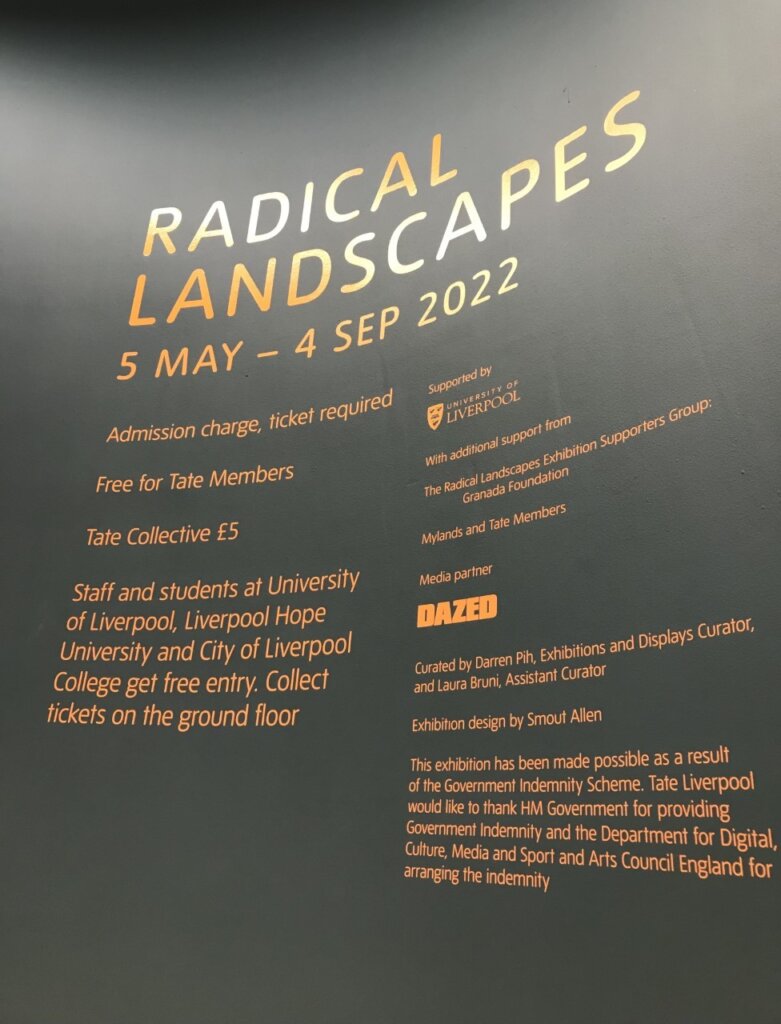 RADICAL
LANDSCAPES
5 MAY – 4 SEP 2022
Admission charge, ticket required
Free for Tate Members
Tate Collective £5
Staff and students at University
of Liverpool, Liverpool Hope
University and City of Liverpool
College get free entry. Collect
tickets on the ground floor
Supported by
UNIVERSITY OF
LIVERPOOL
With additional support from
The Radical Landscapes Exhibition Supporters Group:
Granada Foundation
Mylands and Tate Members
Media partner
DAZED
Curated by Darren Pih, Exhibitions and Displays Curator,
and Laura Bruni, Assistant Curator
Exhibition design by Smout Allen
This exhibition has been made possible as a result
of the Government Indemnity Scheme. Tate Liverpool
would like to thank HM Government for providing
Government Indemnity and the Department for Digital,
Culture, Media and Sport and Arts Council England for
arranging the indemnity